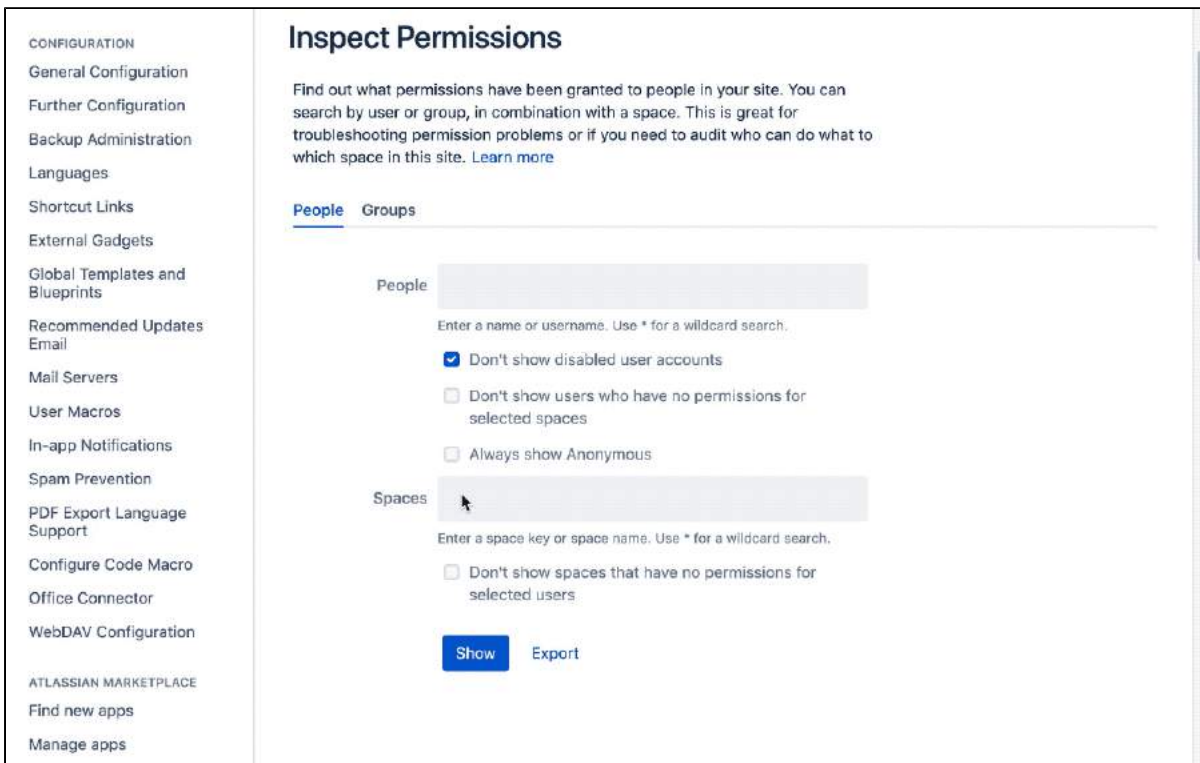 CONFIGURATION
General Configuration
Further Configuration
Backup Administration
Languages
Shortcut Links
External Gadgets
Global Templates and
Blueprints
Recommended Updates
Email
Mail Servers
User Macros
In-app Notifications
Spam Prevention
PDF Export Language
Support
Configure Code Macro
Office Connector
WebDAV Configuration
ATLASSIAN MARKETPLACE
Find new apps
Manage apps
Inspect Permissions
Find out what permissions have been granted to people in your site. You can
search by user or group, in combination with a space. This is great for
troubleshooting permission problems or if you need to audit who can do what to
which space in this site. Learn more
People Groups
People
Enter a name or username. Use * for a wildcard search.
Don't show disabled user accounts
Don't show users who have no permissions for
selected spaces
Always show Anonymous
Spaces
Enter a space key or space name. Use * for a wildcard search.
Don't show spaces that have no permissions for
selected users
Show Export